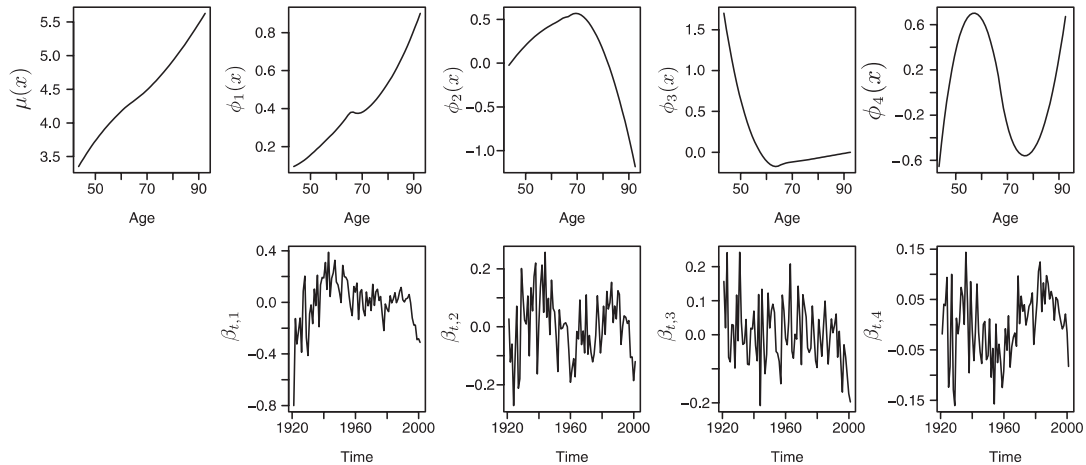 μ(x)
5.5
5.0
4.5
4.0
3.5
50 70 90
Age
ϕ₁(x)
0.8
0.6
0.4
0.2
50 70 90
Age
ϕ₂(x)
0.5
0.0
−0.5
−1.0
50 70 90
Age
ϕ₃(x)
1.5
1.0
0.5
0.0
50 70 90
Age
ϕ₄(x)
0.6
0.2
−0.2
−0.6
50 70 90
Age
βt,1
0.4
0.0
−0.4
−0.8
1920 1960 2000
Time
βt,2
0.2
0.0
−0.2
1920 1960 2000
Time
βt,3
0.2
0.1
0.0
−0.2
1920 1960 2000
Time
βt,4
0.15
0.05
−0.05
−0.15
1920 1960 2000
Time